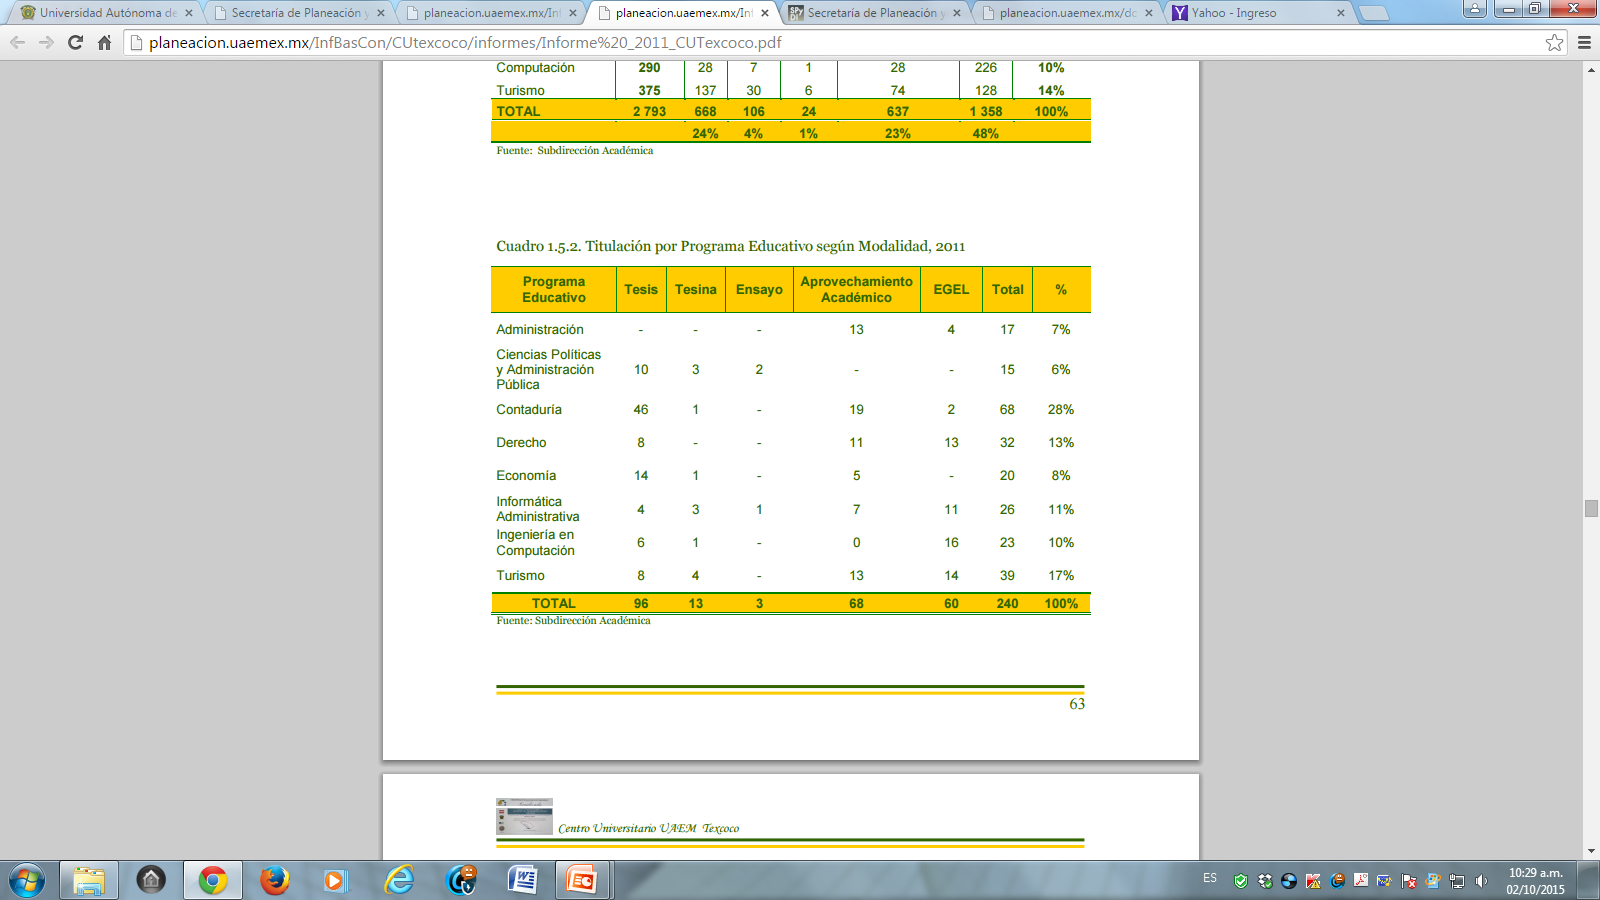 Universidad Autónoma de
Secretaría de Planeación y
planeacion.uaemex.mx/Inf
planeacion.uaemex.mx/Inf
Secretaría de Planeación y
planeacion.uaemex.mx/do
Yahoo - Ingreso
planeacion.uaemex.mx/InfBasCon/CUtexcoco/informes/Informe%20_2011_CUTexcoco.pdf
Computación 290 28 7 1 28 226 10%
Turismo 375 137 30 6 74 128 14%
TOTAL 2 793 668 106 24 637 1 358 100%
24% 4% 1% 23% 48%
Fuente: Subdirección Académica
Cuadro 1.5.2. Titulación por Programa Educativo según Modalidad, 2011
Programa Educativo Tesis Tesina Ensayo Aprovechamiento Académico EGEL Total %
Administración - - - 13 4 17 7%
Ciencias Políticas y Administración Pública 10 3 2 - - 15 6%
Contaduría 46 1 - 19 2 68 28%
Derecho 8 - - 11 13 32 13%
Economía 14 1 - 5 - 20 8%
Informática Administrativa 4 3 1 7 11 26 11%
Ingeniería en Computación 6 1 - 0 16 23 10%
Turismo 8 4 - 13 14 39 17%
TOTAL 96 13 3 68 60 240 100%
Fuente: Subdirección Académica
63
Centro Universitario UAEM Texcoco
ES
10:29 a.m.
02/10/2015